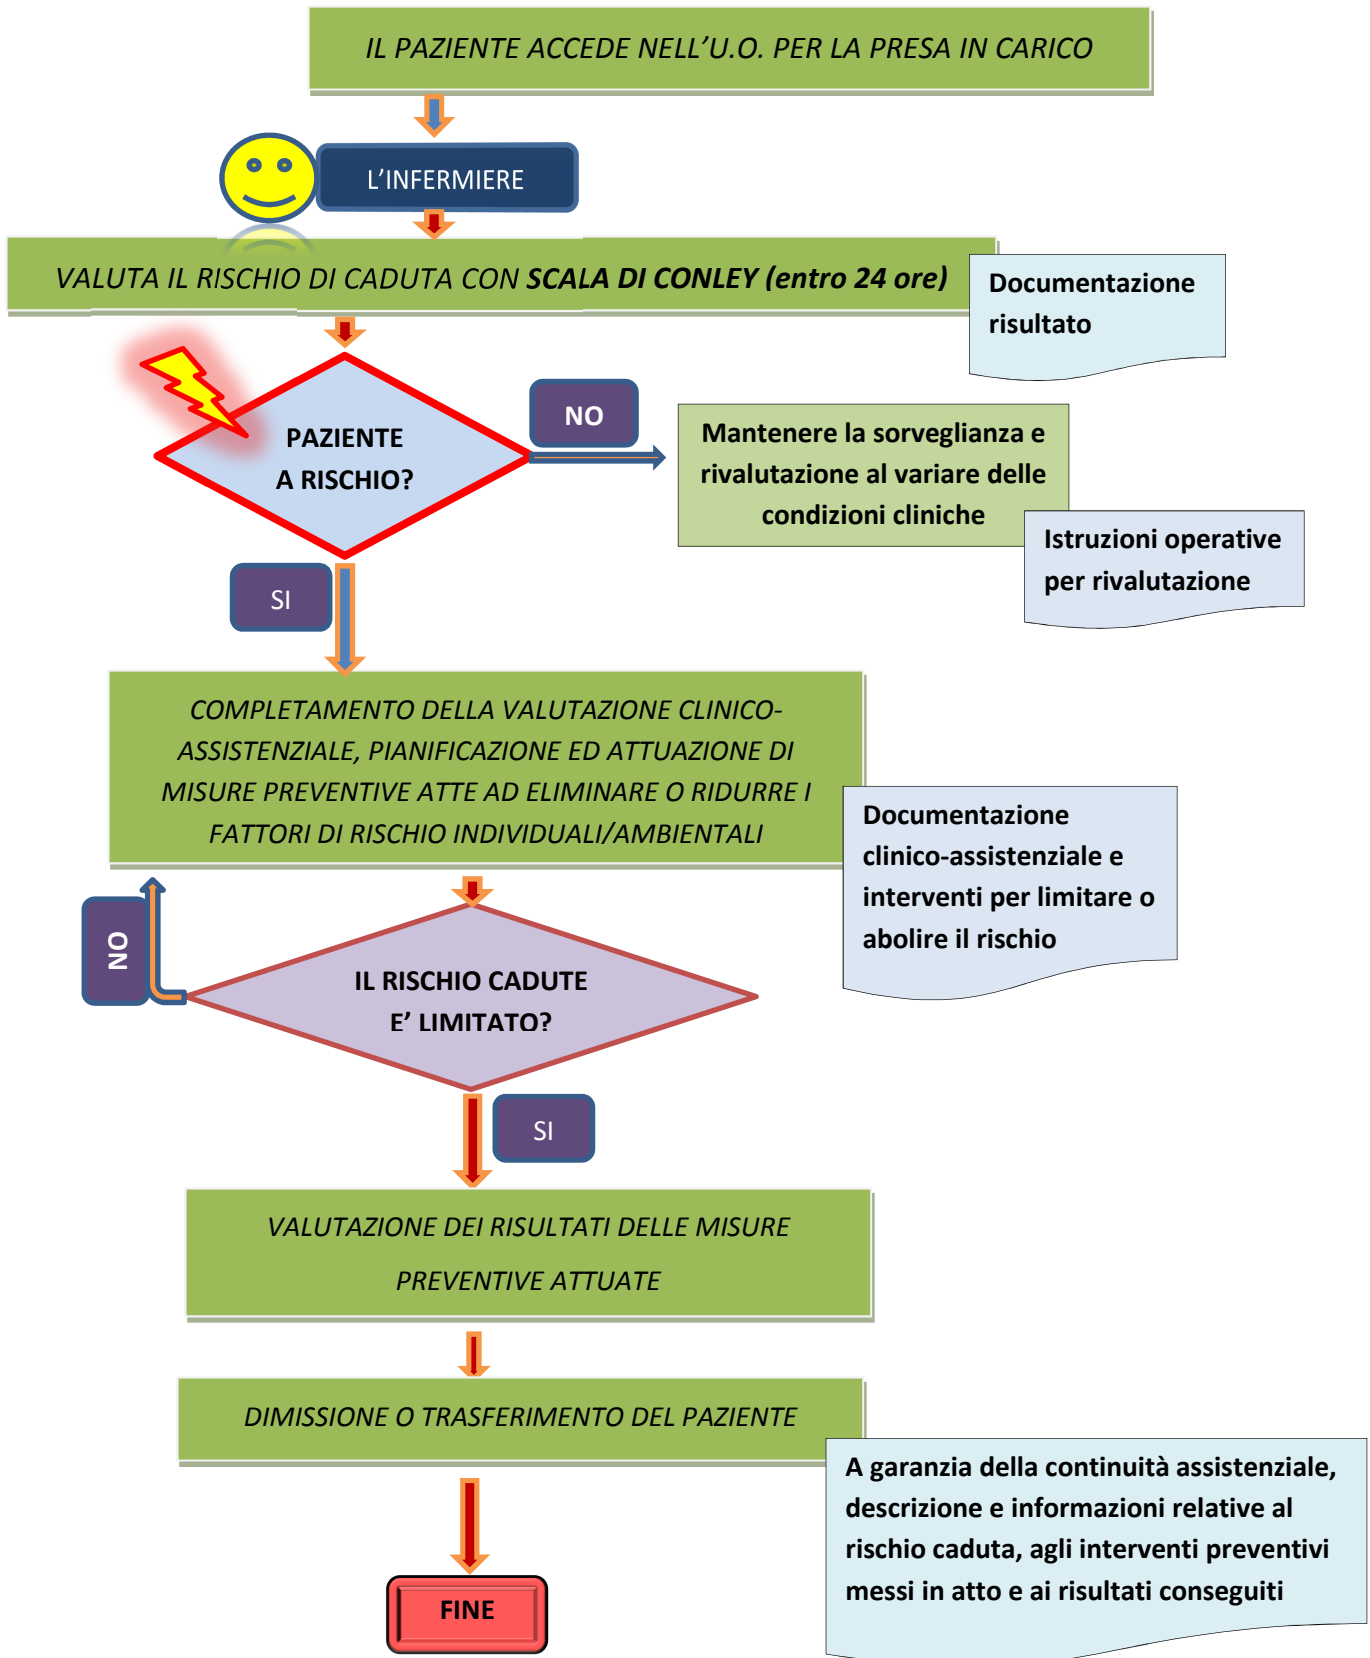 IL PAZIENTE ACCEDE NELL'U.O. PER LA PRESA IN CARICO
L'INFERMIERE
VALUTA IL RISCHIO DI CADUTA CON SCALA DI CONLEY (entro 24 ore)
Documentazione
risultato
PAZIENTE
A RISCHIO?
NO
Mantenere la sorveglianza e
rivalutazione al variare delle
condizioni cliniche
Istruzioni operative
per rivalutazione
SI
COMPLETAMENTO DELLA VALUTAZIONE CLINICO-
ASSISTENZIALE, PIANIFICAZIONE ED ATTUAZIONE DI
MISURE PREVENTIVE ATTE AD ELIMINARE O RIDURRE I
FATTORI DI RISCHIO INDIVIDUALI/AMBIENTALI
Documentazione
clinico-assistenziale e
interventi per limitare o
abolire il rischio
NO
IL RISCHIO CADUTE
E' LIMITATO?
SI
VALUTAZIONE DEI RISULTATI DELLE MISURE
PREVENTIVE ATTUATE
DIMISSIONE O TRASFERIMENTO DEL PAZIENTE
A garanzia della continuità assistenziale,
descrizione e informazioni relative al
rischio caduta, agli interventi preventivi
messi in atto e ai risultati conseguiti
FINE